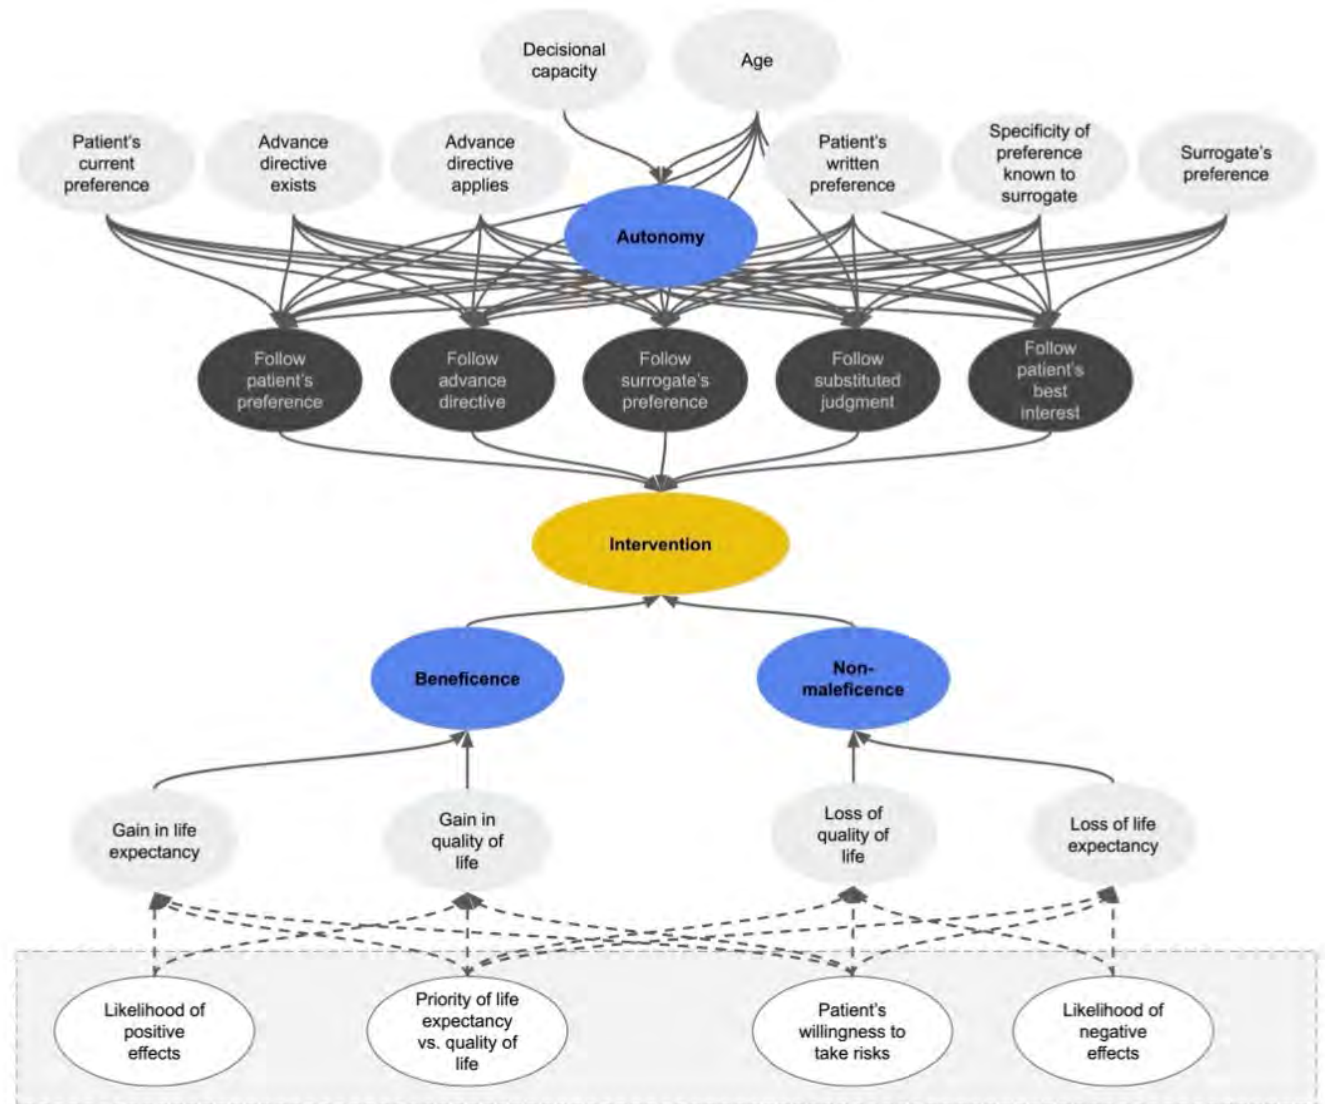 Decisional
capacity
Age
Patient's
current
preference
Advance
directive
exists
Advance
directive
applies
Patient's
written
preference
Specificity of
preference
known to
surrogate
Surrogate's
preference
Autonomy
Follow
patient's
preference
Follow
advance
directive
Follow
surrogate's
preference
Follow
substituted
judgment
Follow
patient's
best
interest
Intervention
Beneficence
Non-
maleficence
Gain in life
expectancy
Gain in
quality of
life
Loss of
quality of
life
Loss of life
expectancy
Likelihood of
positive
effects
Priority of life
expectancy
vs. quality of
life
Patient's
willingness to
take risks
Likelihood of
negative
effects